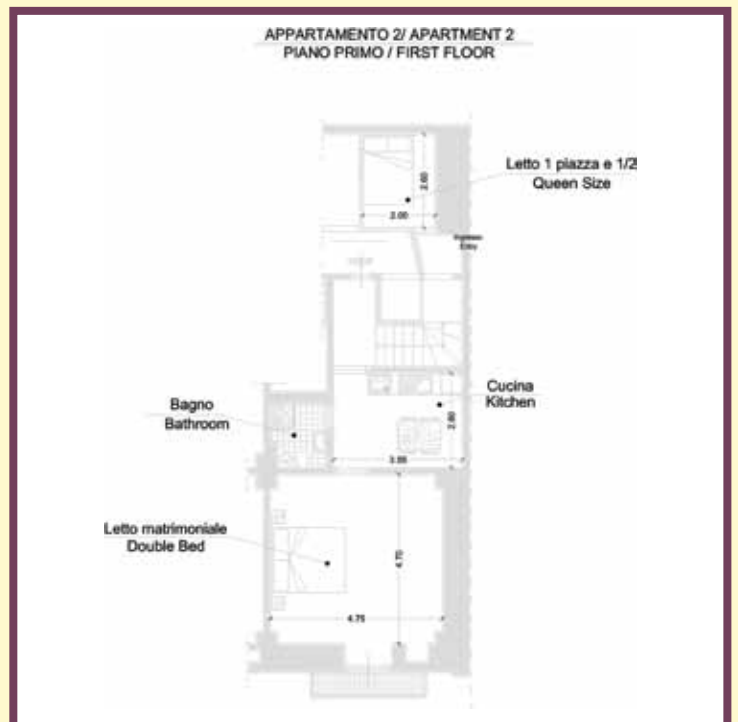 APPARTAMENTO 2/ APARTMENT 2
PIANO PRIMO / FIRST FLOOR
Letto 1 piazza e 1/2
Queen Size
2.60
2.00
Ingresso
Entry
Cucina
Kitchen
Bagno
Bathroom
2.80
3.55
Letto matrimoniale
Double Bed
4.70
4.75